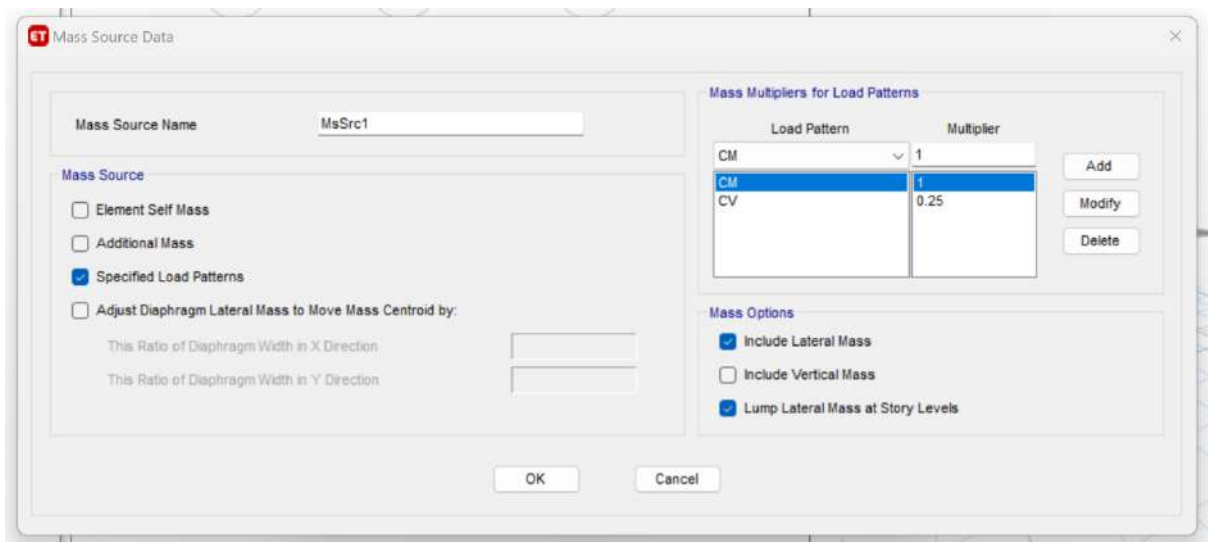 ET Mass Source Data
Mass Source Name MsSrc1
Mass Source
Element Self Mass
Additional Mass
Specified Load Patterns
Adjust Diaphragm Lateral Mass to Move Mass Centroid by:
This Ratio of Diaphragm Width in X Direction
This Ratio of Diaphragm Width in Y Direction
Mass Multipliers for Load Patterns
Load Pattern Multiplier
CM 1
CM 1
CV 0.25
Add
Modify
Delete
Mass Options
Include Lateral Mass
Include Vertical Mass
Lump Lateral Mass at Story Levels
OK Cancel